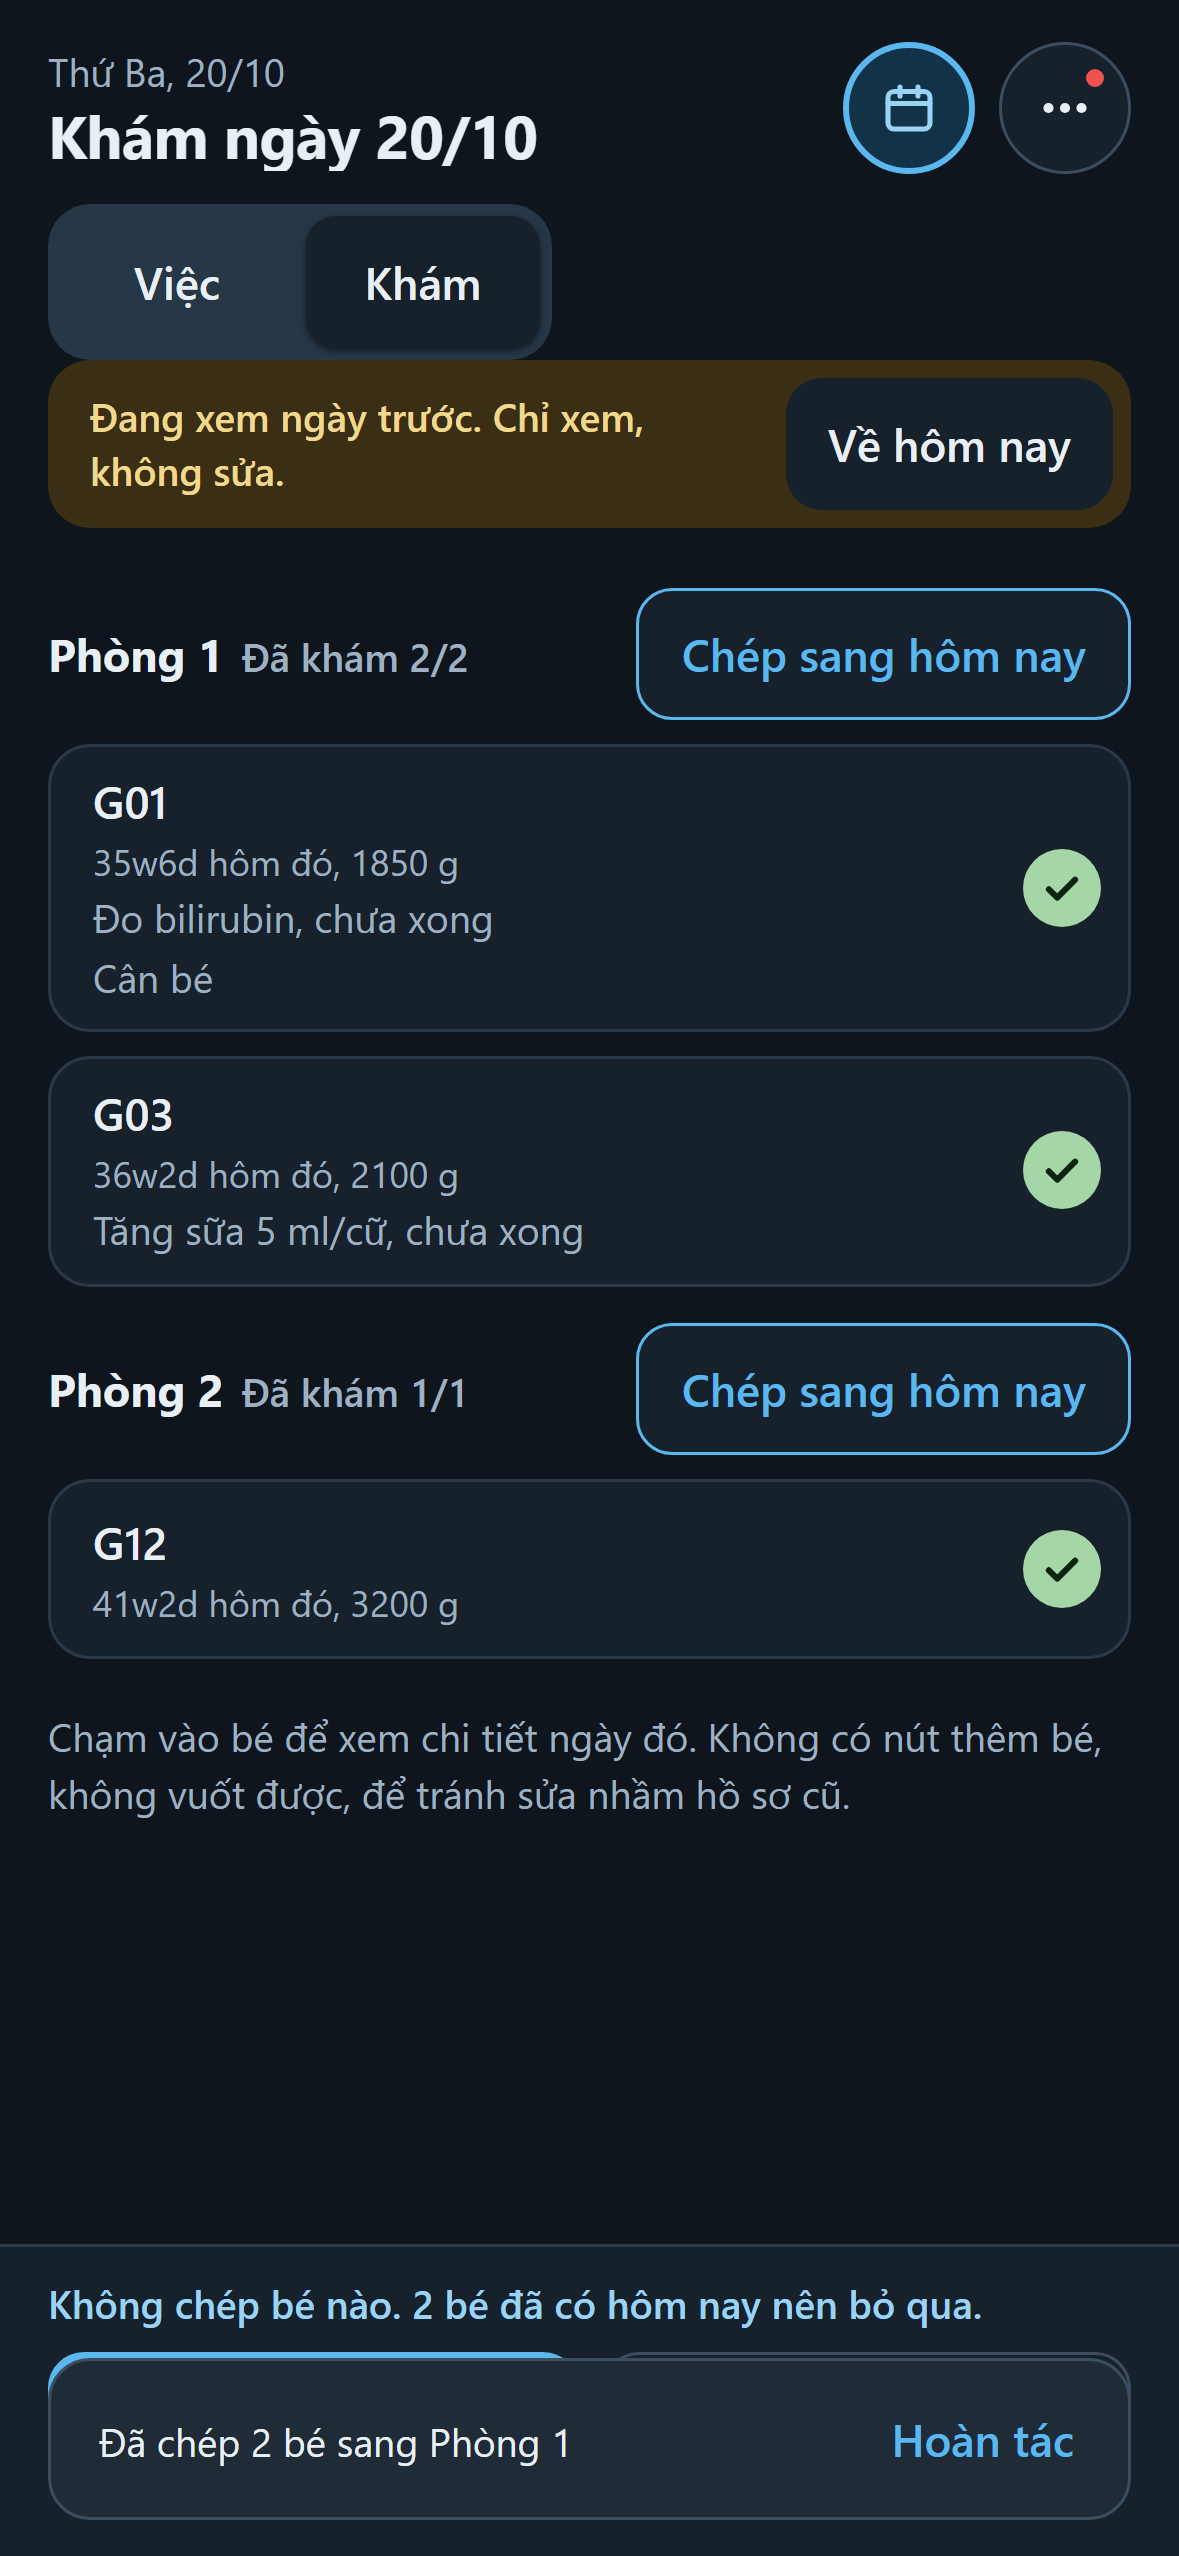 Thứ Ba, 20/10
Khám ngày 20/10
Việc
Khám
Đang xem ngày trước. Chỉ xem,
không sửa.
Về hôm nay
Phòng 1 Đã khám 2/2
Chép sang hôm nay
G01
35w6d hôm đó, 1850 g
Đo bilirubin, chưa xong
Cân bé
G03
36w2d hôm đó, 2100 g
Tăng sữa 5 ml/cữ, chưa xong
Phòng 2 Đã khám 1/1
Chép sang hôm nay
G12
41w2d hôm đó, 3200 g
Chạm vào bé để xem chi tiết ngày đó. Không có nút thêm bé,
không vuốt được, để tránh sửa nhầm hồ sơ cũ.
Không chép bé nào. 2 bé đã có hôm nay nên bỏ qua.
Đã chép 2 bé sang Phòng 1
Hoàn tác